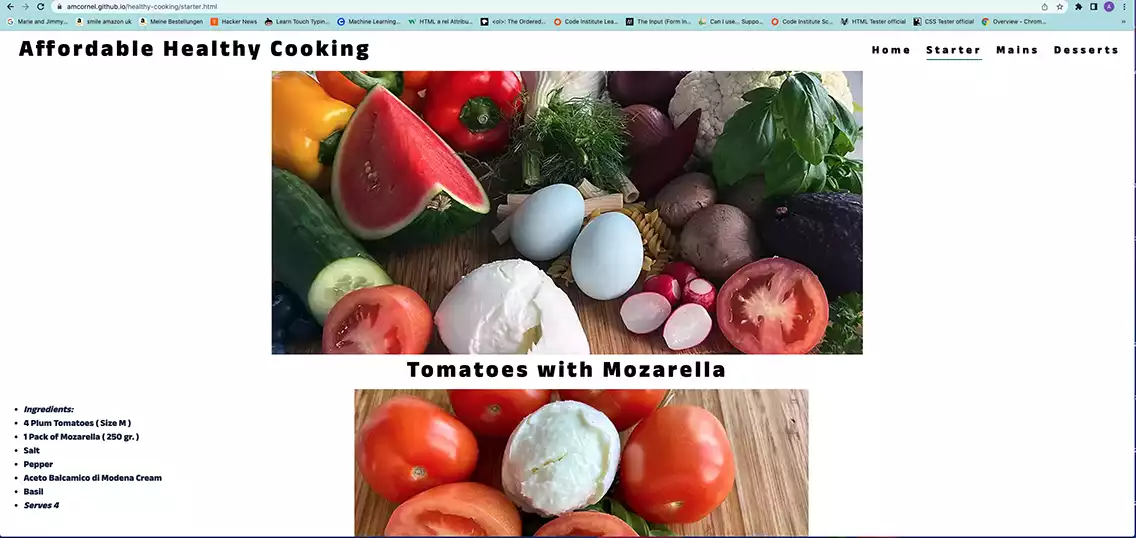 amcornel.github.io/healthy-cooking/starter.html
Marie and Jimmy... smile amazon uk Meine Bestellungen Hacker News Learn Touch Typin... Machine Learning... HTML a rel Attribu... <ol>: The Ordered... Code Institute Lea... The Input (Form In... Can I use... Suppo... Code Institute Sc... HTML Tester official CSS Tester official Overview - Chrom... »
Affordable Healthy Cooking
Home Starter Mains Desserts
Tomatoes with Mozarella
• Ingredients:
• 4 Plum Tomatoes ( Size M )
• 1 Pack of Mozarella ( 250 gr. )
• Salt
• Pepper
• Aceto Balcamico di Modena Cream
• Basil
• Serves 4